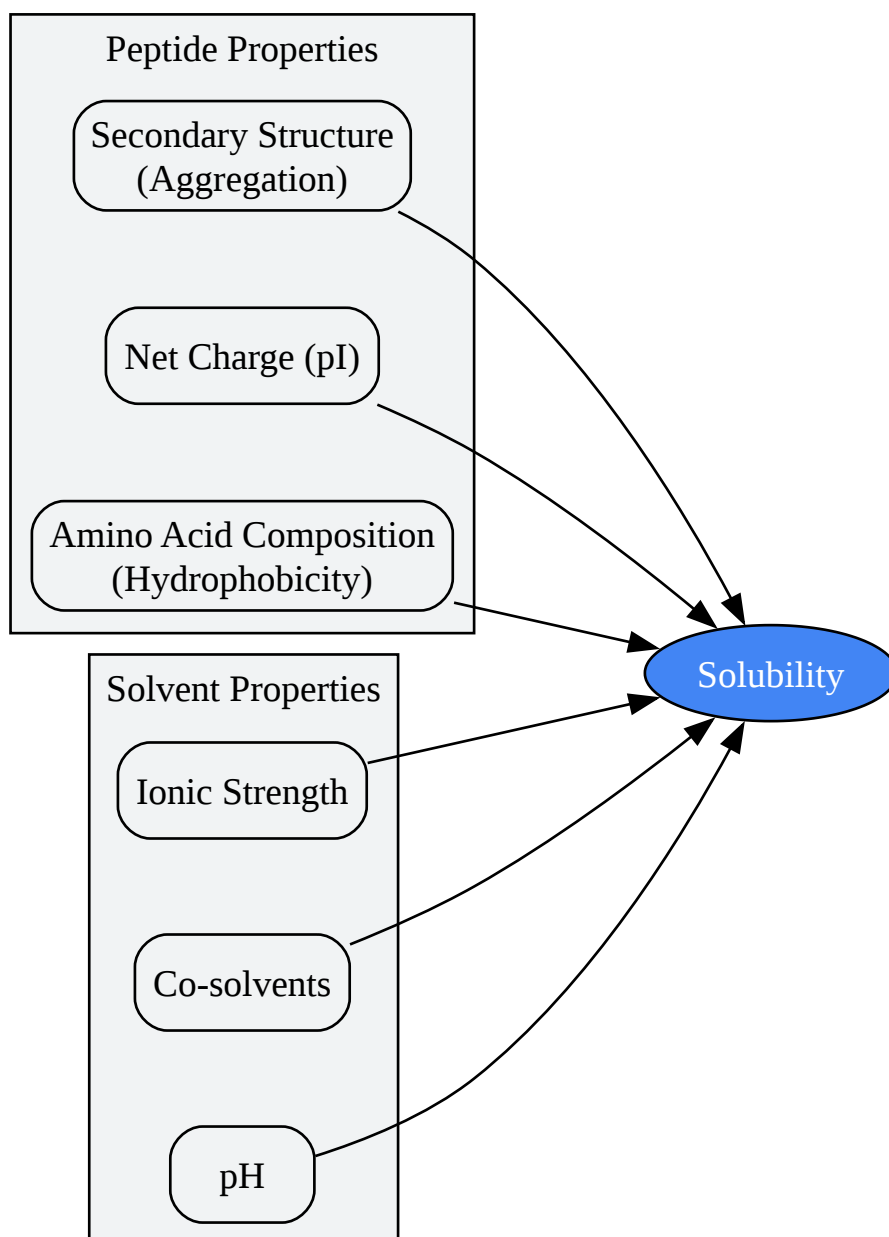 Peptide Properties
Secondary Structure
(Aggregation)
Net Charge (pI)
Amino Acid Composition
(Hydrophobicity)
Solubility
Solvent Properties
Ionic Strength
Co-solvents
pH